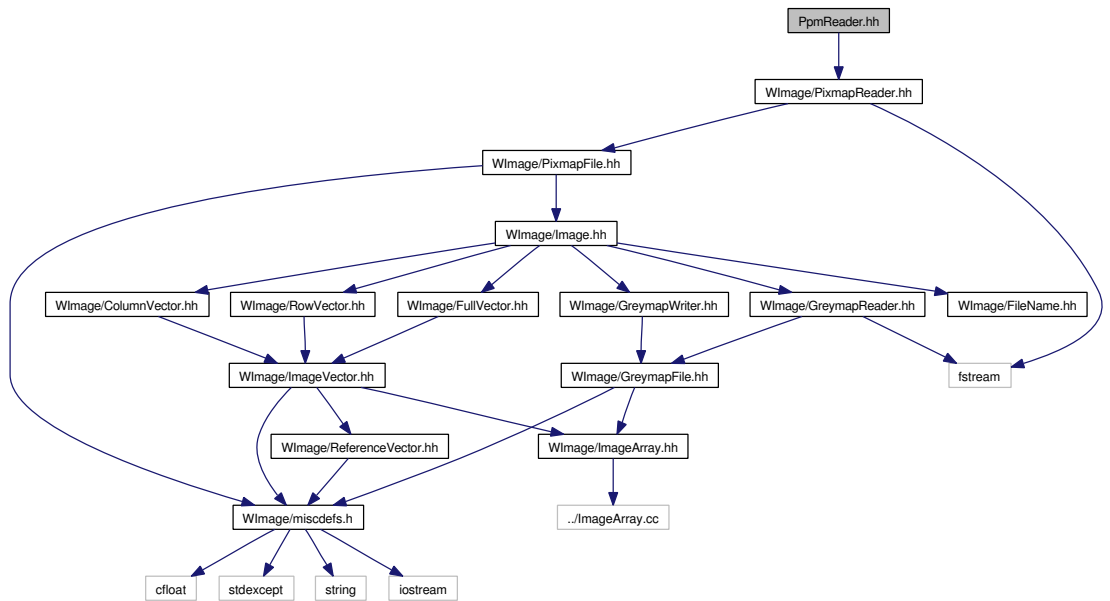 PpmReader.hh
WImage/PixmapReader.hh
WImage/PixmapFile.hh
WImage/Image.hh
WImage/ColumnVector.hh
WImage/RowVector.hh
WImage/FullVector.hh
WImage/GreymapWriter.hh
WImage/GreymapReader.hh
WImage/FileName.hh
WImage/ImageVector.hh
WImage/GreymapFile.hh
fstream
WImage/ReferenceVector.hh
WImage/ImageArray.hh
WImage/miscdefs.h
../ImageArray.cc
cfloat
stdexcept
string
iostream